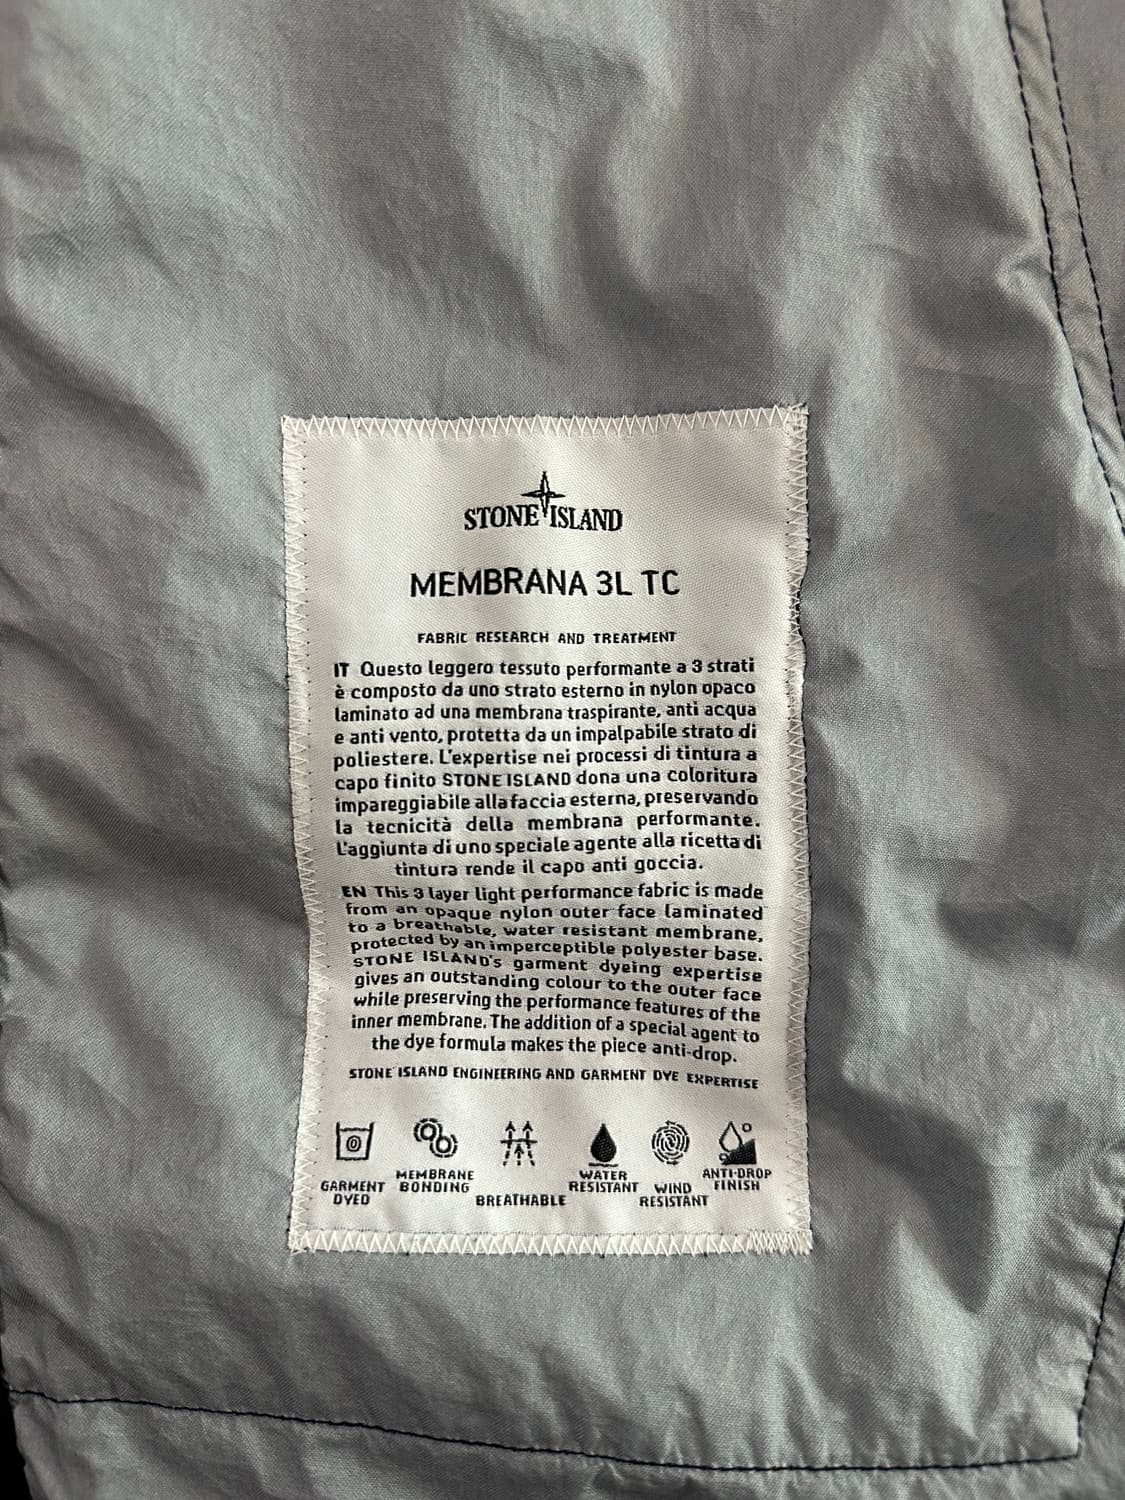 STONE ISLAND
MEMBRANA 3L TC
FABRIC RESEARCH AND TREATMENT
IT Questo leggero tessuto performante a 3 strati
è composto da uno strato esterno in nylon opaco
laminato ad una membrana traspirante, anti acqua
e anti vento, protetta da un impalpabile strato di
poliestere. L'expertise nei processi di tintura a
capo finito STONE ISLAND dona una coloritura
impareggiabile alla faccia esterna, preservando
la tecnicità della membrana performante.
L'aggiunta di uno speciale agente alla ricetta di
tintura rende il capo anti goccia.
EN This 3 layer light performance fabric is made
from an opaque nylon outer face laminated
to a breathable, water resistant membrane,
protected by an imperceptible polyester base.
STONE ISLAND's garment dyeing expertise
gives an outstanding colour to the outer face
while preserving the performance features of the
inner membrane. The addition of a special agent to
the dye formula makes the piece anti-drop.
STONE ISLAND ENGINEERING AND GARMENT DYE EXPERTISE
GARMENT
DYED
MEMBRANE
BONDING
BREATHABLE
WATER
RESISTANT
WIND
RESISTANT
ANTI-DROP
FINISH